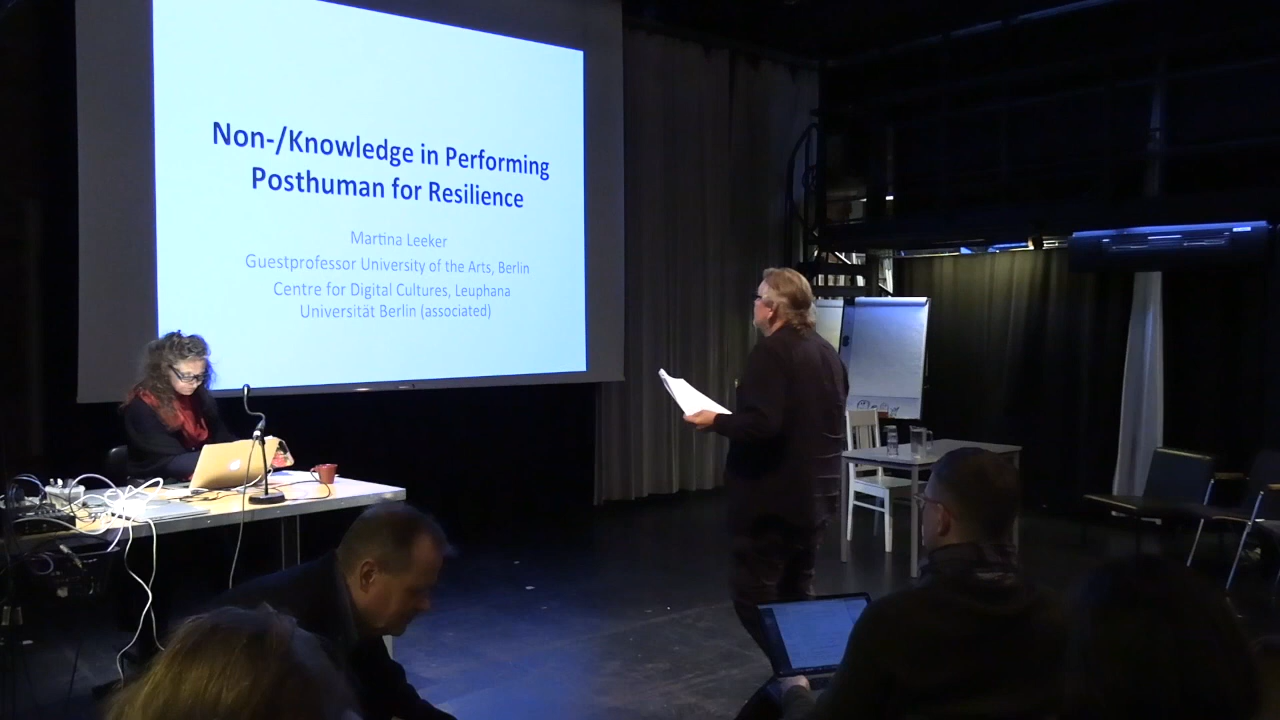 Non-/Knowledge in Performing
Posthuman for Resilience
Martina Leeker
Guestprofessor University of the Arts, Berlin
Centre for Digital Cultures, Leuphana
Universität Berlin (associated)